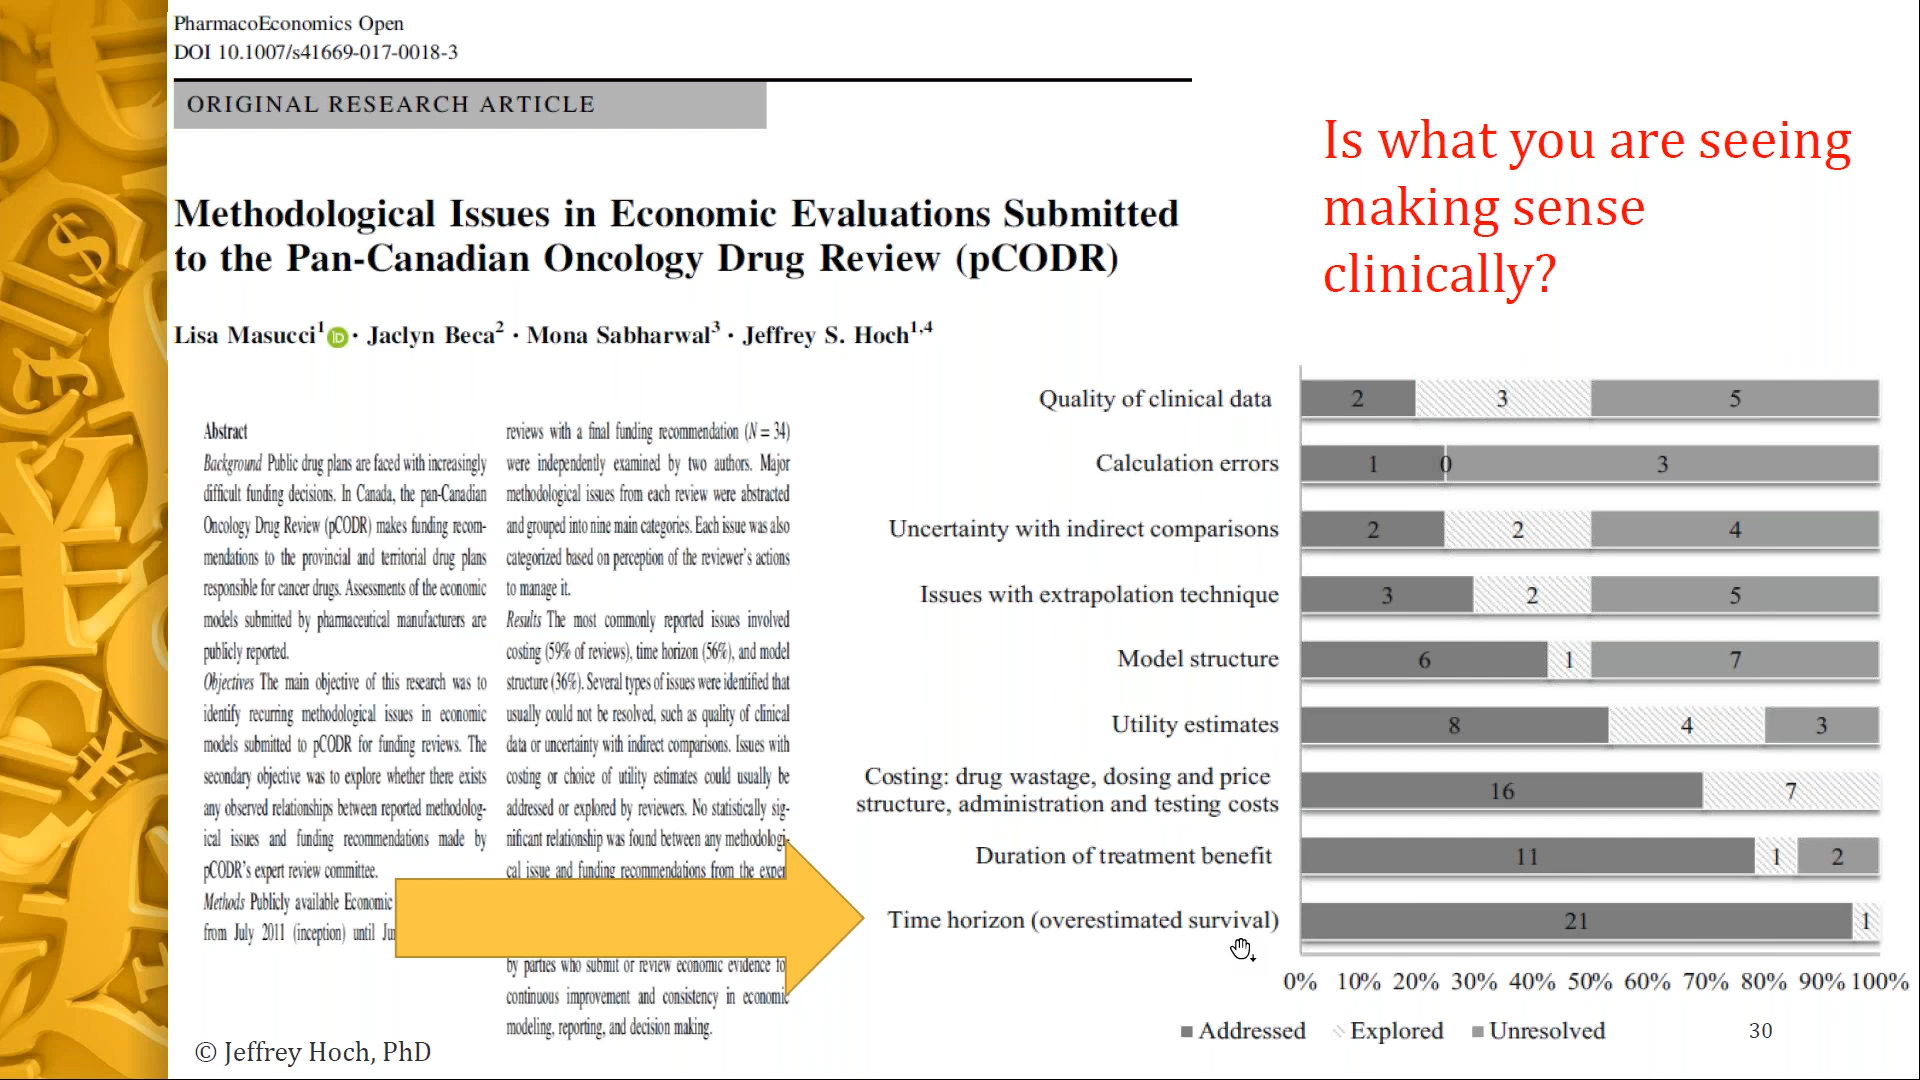 PharmacoEconomics Open
DOI 10.1007/s41669-017-0018-3
ORIGINAL RESEARCH ARTICLE
Is what you are seeing
making sense
clinically?
Methodological Issues in Economic Evaluations Submitted
to the Pan-Canadian Oncology Drug Review (pCODR)
Lisa Masucci1 iD · Jaclyn Beca2 · Mona Sabharwal3 · Jeffrey S. Hoch1,4
Abstract
Background Public drug plans are faced with increasingly
difficult funding decisions. In Canada, the pan-Canadian
Oncology Drug Review (pCODR) makes funding recom-
mendations to the provincial and territorial drug plans
responsible for cancer drugs. Assessments of the economic
models submitted by pharmaceutical manufacturers are
publicly reported.
Objectives The main objective of this research was to
identify recurring methodological issues in economic
models submitted to pCODR for funding reviews. The
secondary objective was to explore whether there exists
any observed relationships between reported methodolog-
ical issues and funding recommendations made by
pCODR's expert review committee.
Methods Publicly available Economic
from July 2011 (inception) until
reviews with a final funding recommendation (N = 34)
were independently examined by two authors. Major
methodological issues from each review were abstracted
and grouped into nine main categories. Each issue was also
categorized based on perception of the reviewer's actions
to manage it.
Results The most commonly reported issues involved
costing (59% of reviews), time horizon (56%), and model
structure (36%). Several types of issues were identified that
usually could not be resolved, such as quality of clinical
data or uncertainty with indirect comparisons. Issues with
costing or choice of utility estimates could usually be
addressed or explored by reviewers. No statistically sig-
nificant relationship was found between any methodologi-
cal issue and funding recommendations from the exper
by parties who submit or review economic evidence to
continuous improvement and consistency in economic
modeling, reporting, and decision making.
Quality of clinical data 2 3 5
Calculation errors 1 0 3
Uncertainty with indirect comparisons 2 2 4
Issues with extrapolation technique 3 2 5
Model structure 6 1 7
Utility estimates 8 4 3
Costing: drug wastage, dosing and price
structure, administration and testing costs 16 7
Duration of treatment benefit 11 1 2
Time horizon (overestimated survival) 21 1
0% 10% 20% 30% 40% 50% 60% 70% 80% 90% 100%
Addressed Explored Unresolved
30
© Jeffrey Hoch, PhD